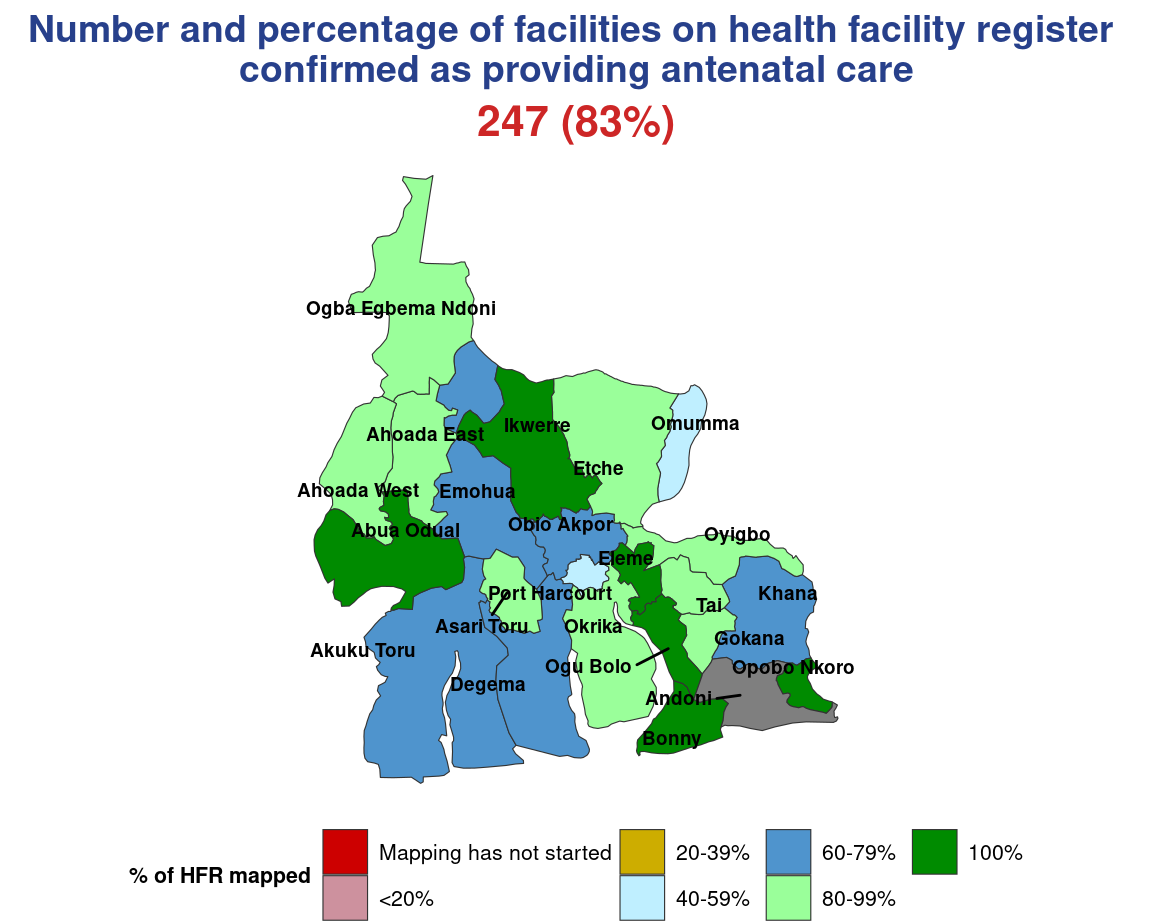 Number and percentage of facilities on health facility register
confirmed as providing antenatal care
247 (83%)
Ogba Egbema Ndoni
Omumma
Ikwerre
Ahoada East
Etche
Ahoada West
Emohua
Obio Akpor
Abua Odual
Oyigbo
Eleme
Port Harcourt
Khana
Tai
Asari Toru
Okrika
Gokana
Akuku Toru
Ogu Bolo
Opobo Nkoro
Degema
Andoni
Bonny
% of HFR mapped
Mapping has not started
<20%
20-39%
40-59%
60-79%
80-99%
100%